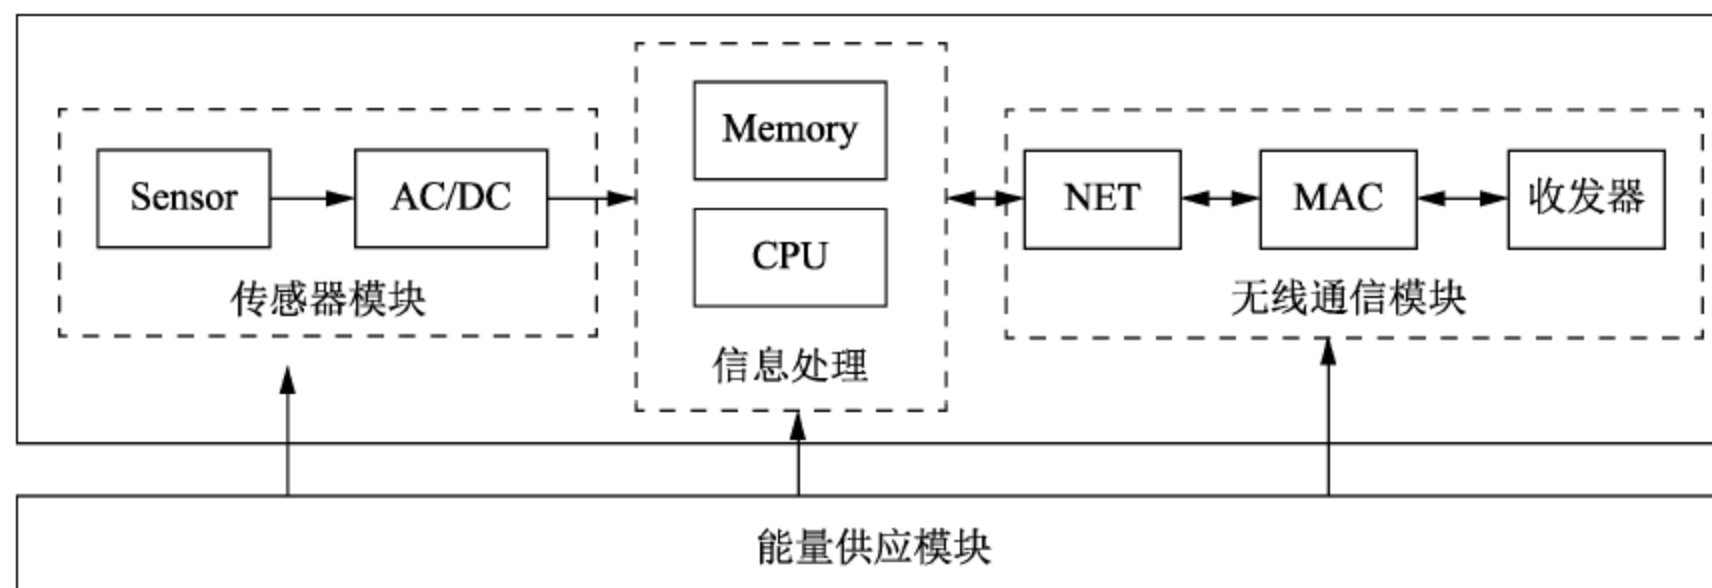 Sensor
AC/DC
传感器模块
Memory
CPU
信息处理
NET
MAC
收发器
无线通信模块
能量供应模块